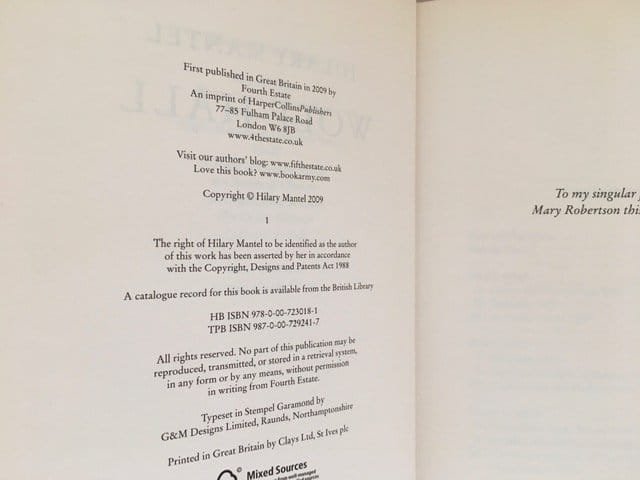 First published in Great Britain in 2009 by
Fourth Estate
An imprint of HarperCollinsPublishers
77–85 Fulham Palace Road
London W6 8JB
www.4thestate.co.uk
Visit our authors' blog: www.fifthestate.co.uk
Love this book? www.bookarmy.com
Copyright © Hilary Mantel 2009
1
The right of Hilary Mantel to be identified as the author
of this work has been asserted by her in accordance
with the Copyright, Designs and Patents Act 1988
A catalogue record for this book is available from the British Library
HB ISBN 978-0-00-723018-1
TPB ISBN 987-0-00-729241-7
All rights reserved. No part of this publication may be
reproduced, transmitted, or stored in a retrieval system,
in any form or by any means, without permission
in writing from Fourth Estate.
Typeset in Stempel Garamond by
G&M Designs Limited, Raunds, Northamptonshire
Printed in Great Britain by Clays Ltd, St Ives plc
Mixed Sources
from well-managed
To my singular
Mary Robertson this